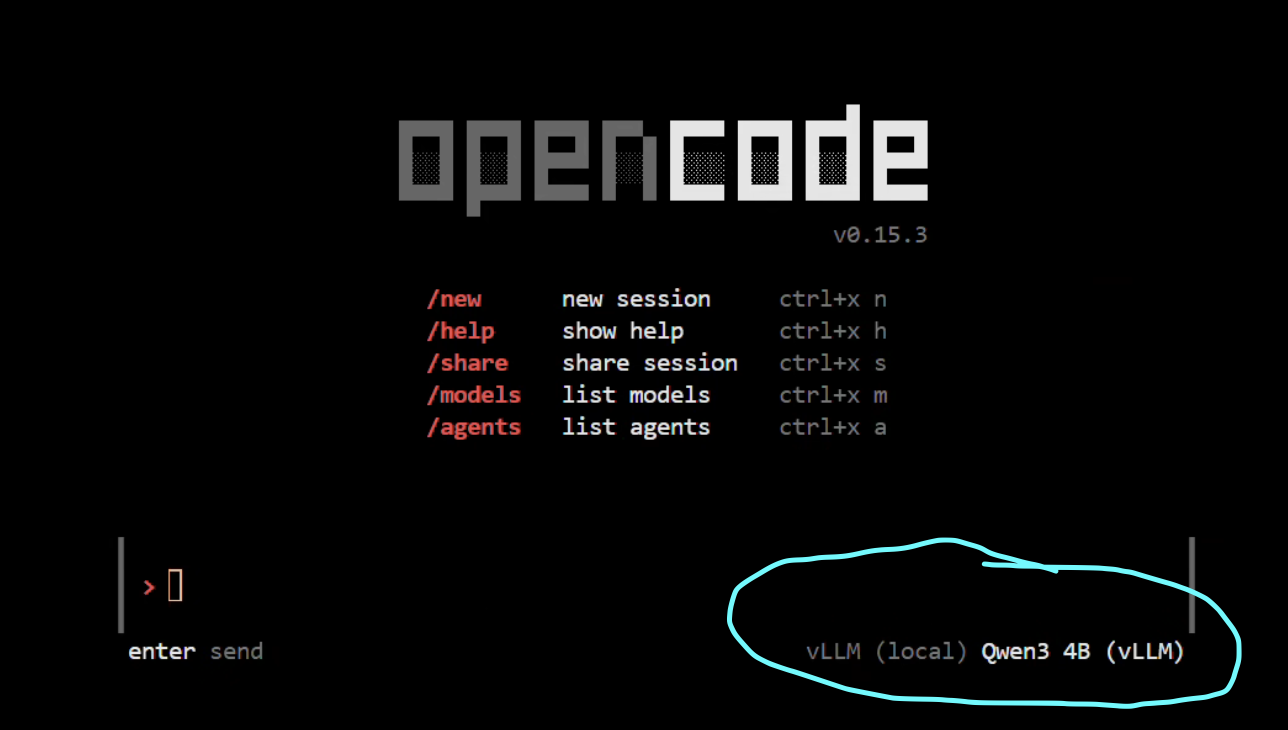 opencode
v0.15.3
/new new session ctrl+x n
/help show help ctrl+x h
/share share session ctrl+x s
/models list models ctrl+x m
/agents list agents ctrl+x a
>
enter send vLLM (local) Qwen3 4B (vLLM)